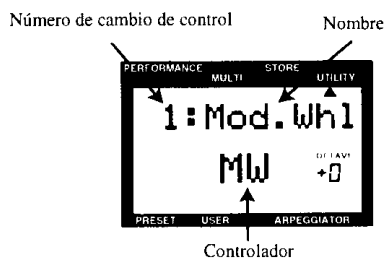 Número de cambio de control
Nombre
PERFORMANCE
STORE
MULTI
UTILITY
1:Mod.Whl
OCTAVE
MW
+0
PRESET
USER
ARPEGGIATOR
Controlador